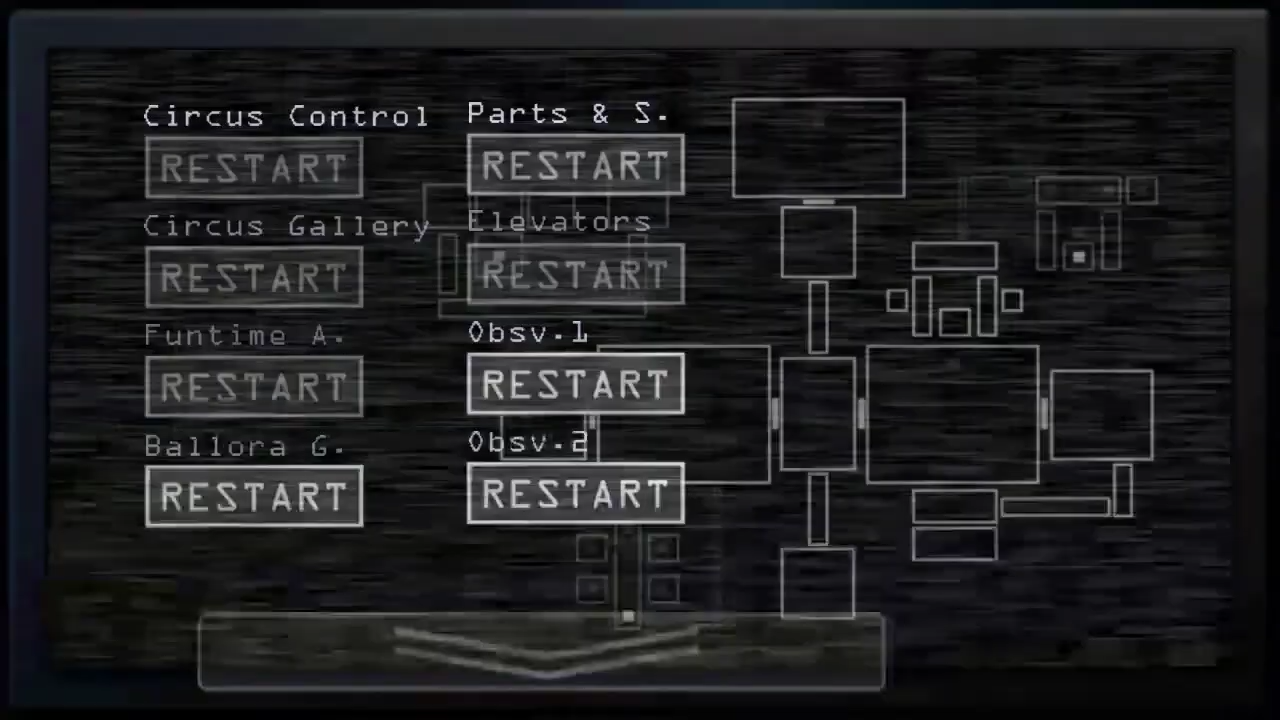 Circus Control
RESTART
Circus Gallery
RESTART
Funtime A.
RESTART
Ballora G.
RESTART
Parts & S.
RESTART
Elevators
RESTART
Obsv.1
RESTART
Obsv.2
RESTART